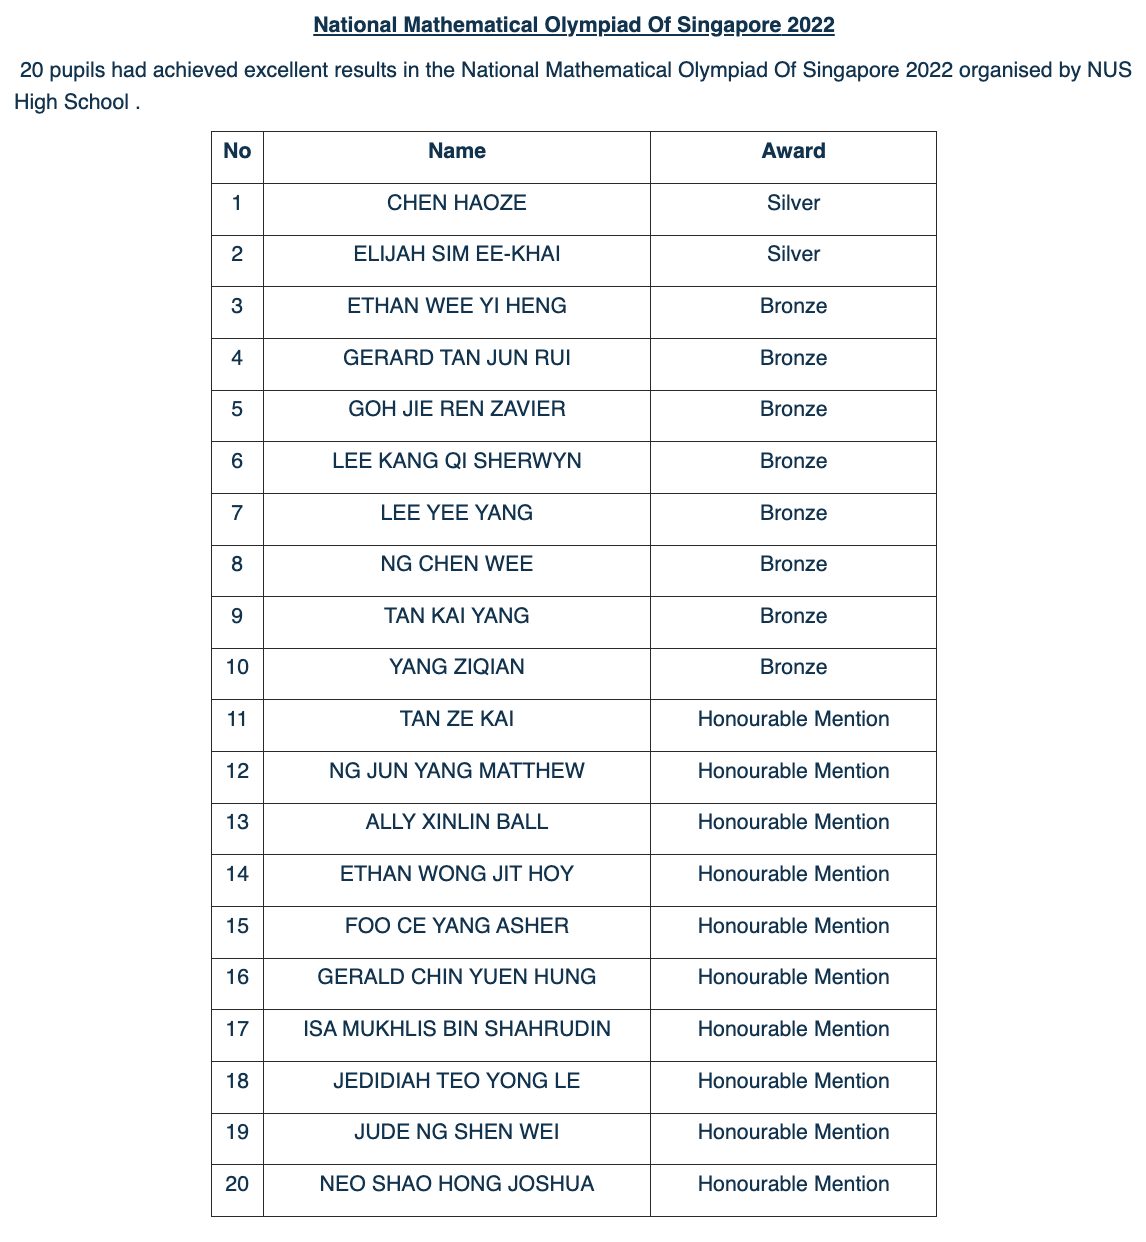 National Mathematical Olympiad Of Singapore 2022
20 pupils had achieved excellent results in the National Mathematical Olympiad Of Singapore 2022 organised by NUS
High School .
No Name Award
1 CHEN HAOZE Silver
2 ELIJAH SIM EE-KHAI Silver
3 ETHAN WEE YI HENG Bronze
4 GERARD TAN JUN RUI Bronze
5 GOH JIE REN ZAVIER Bronze
6 LEE KANG QI SHERWYN Bronze
7 LEE YEE YANG Bronze
8 NG CHEN WEE Bronze
9 TAN KAI YANG Bronze
10 YANG ZIQIAN Bronze
11 TAN ZE KAI Honourable Mention
12 NG JUN YANG MATTHEW Honourable Mention
13 ALLY XINLIN BALL Honourable Mention
14 ETHAN WONG JIT HOY Honourable Mention
15 FOO CE YANG ASHER Honourable Mention
16 GERALD CHIN YUEN HUNG Honourable Mention
17 ISA MUKHLIS BIN SHAHRUDIN Honourable Mention
18 JEDIDIAH TEO YONG LE Honourable Mention
19 JUDE NG SHEN WEI Honourable Mention
20 NEO SHAO HONG JOSHUA Honourable Mention